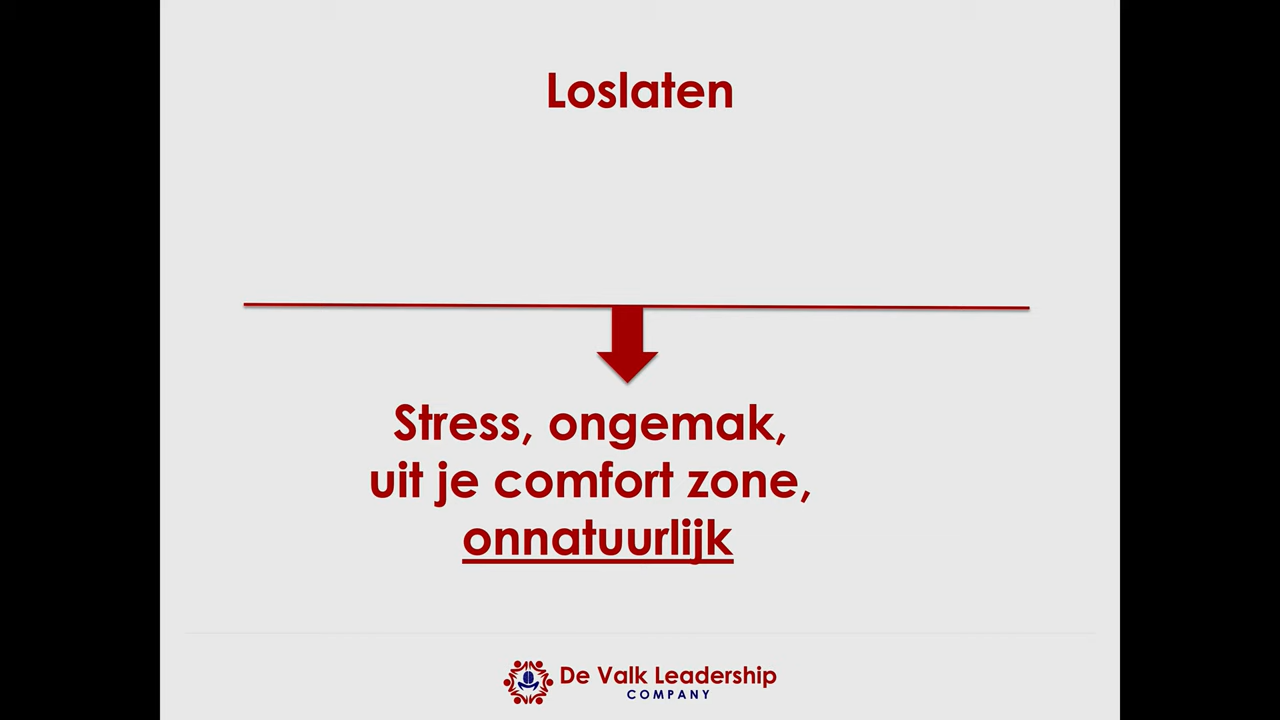 Loslaten
Stress, ongemak,
uit je comfort zone,
onnatuurlijk
De Valk Leadership
COMPANY